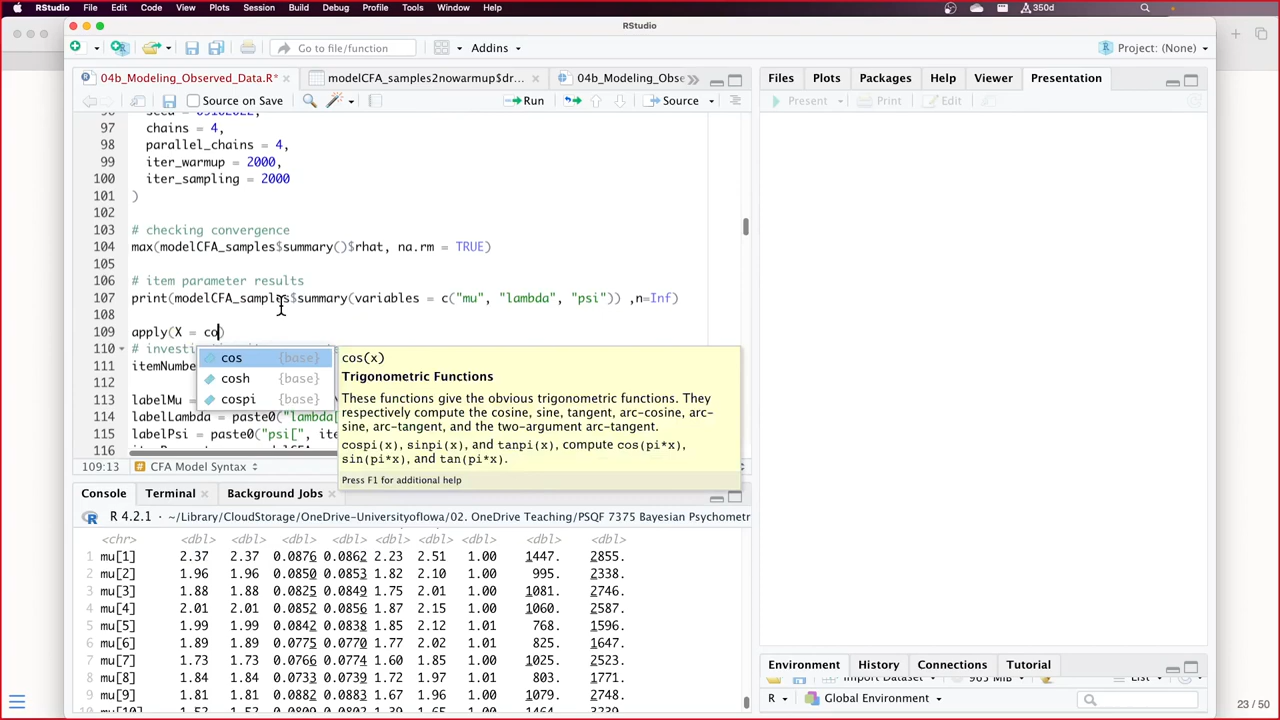 RStudio File Edit Code View Plots Session Build Debug Profile Tools Window Help 350d
RStudio
Go to file/function Addins Project: (None)
04b_Modeling_Observed_Data.R* modelCFA_samples2nowarmup$dr... 04b_Modeling_Obse
Source on Save Run Source
97 chains = 4,
98 parallel_chains = 4,
99 iter_warmup = 2000,
100 iter_sampling = 2000
101 )
102
103 # checking convergence
104 max(modelCFA_samples$summary()$rhat, na.rm = TRUE)
105
106 # item parameter results
107 print(modelCFA_samples$summary(variables = c("mu", "lambda", "psi")) ,n=Inf)
108
109 apply(X = co)
110 # investi
111 itemNumbe
112
113 labelMu =
114 labelLambda = paste0("lambda[
115 labelPsi = paste0("psi[", ite
116
cos {base}
cosh {base}
cospi {base}
cos(x)
Trigonometric Functions
These functions give the obvious trigonometric functions. They
respectively compute the cosine, sine, tangent, arc-cosine, arc-
sine, arc-tangent, and the two-argument arc-tangent.
cospi(x), sinpi(x), and tanpi(x), compute cos(pi*x),
sin(pi*x), and tan(pi*x).
Press F1 for additional help
109:13 CFA Model Syntax
Console Terminal Background Jobs
R 4.2.1 · ~/Library/CloudStorage/OneDrive-UniversityofIowa/02. OneDrive Teaching/PSQF 7375 Bayesian Psychometr
<chr> <dbl> <dbl> <dbl> <dbl> <dbl> <dbl> <dbl> <dbl> <dbl>
1 mu[1] 2.37 2.37 0.0876 0.0862 2.23 2.51 1.00 1447. 2855.
2 mu[2] 1.96 1.96 0.0850 0.0853 1.82 2.10 1.00 995. 2338.
3 mu[3] 1.88 1.88 0.0825 0.0849 1.75 2.01 1.00 1081. 2746.
4 mu[4] 2.01 2.01 0.0852 0.0856 1.87 2.15 1.00 1060. 2587.
5 mu[5] 1.99 1.99 0.0842 0.0838 1.85 2.12 1.01 768. 1596.
6 mu[6] 1.89 1.89 0.0775 0.0770 1.77 2.02 1.01 825. 1647.
7 mu[7] 1.73 1.73 0.0766 0.0774 1.60 1.85 1.00 1025. 2523.
8 mu[8] 1.84 1.84 0.0733 0.0739 1.72 1.97 1.01 803. 1771.
9 mu[9] 1.81 1.81 0.0882 0.0883 1.67 1.96 1.00 1079. 2748.
Files Plots Packages Help Viewer Presentation
Present Print Edit
Environment History Connections Tutorial
Import Dataset 965 MiB List
R Global Environment
23 / 50